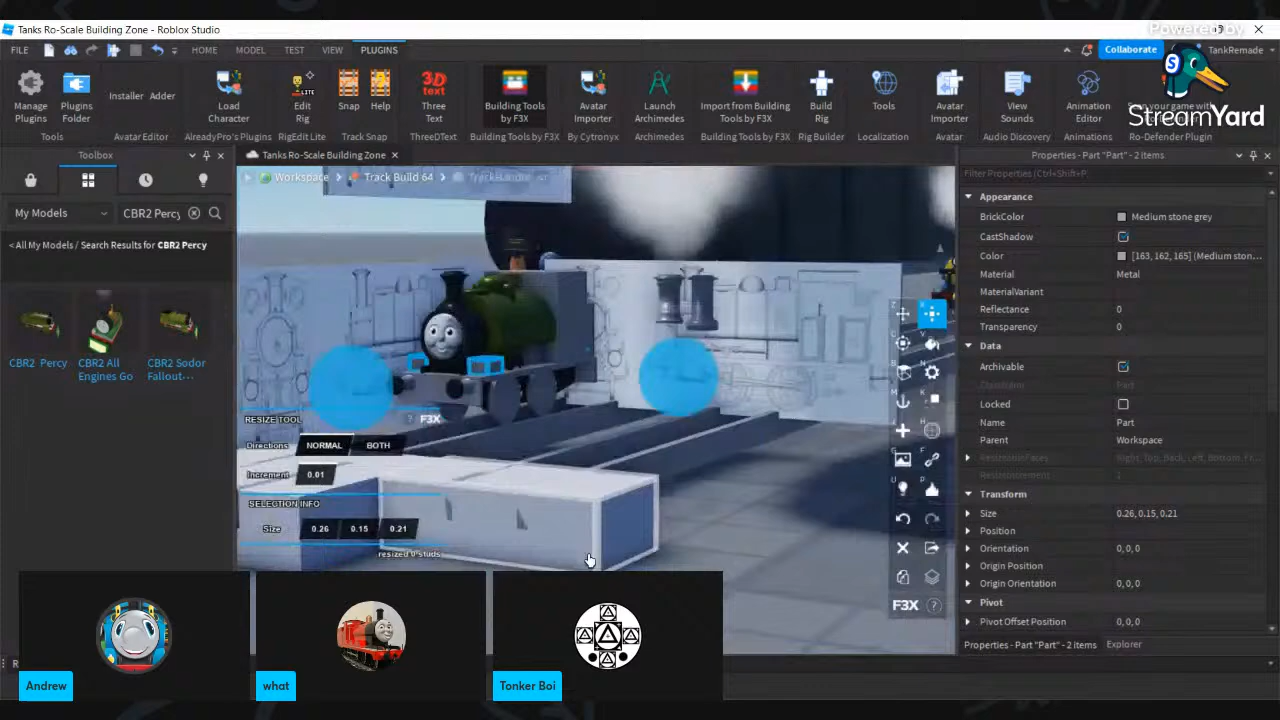 Tanks Ro-Scale Building Zone - Roblox Studio
Powered by
StreamYard
FILE HOME MODEL TEST VIEW PLUGINS
Collaborate TankRemade
Manage Plugins
Plugins Folder
Installer Adder
Load Character
Edit Rig
Snap Help
Three Text
Building Tools by F3X
Avatar Importer
Launch Archimedes
Import from Building Tools by F3X
Build Rig
Tools
Avatar Importer
View Sounds
Animation Editor
Tools Avatar Editor AlreadyPro's Plugins RigEdit Lite Track Snap ThreeDText Building Tools by F3X By Cytronyx Archimedes Building Tools by F3X Rig Builder Localization Avatar Audio Discovery Animations Ro-Defender Plugin
Toolbox
My Models CBR2 Percy
< All My Models / Search Results for CBR2 Percy
CBR2 Percy
CBR2 All Engines Go
CBR2 Sodor Fallout-...
Tanks Ro-Scale Building Zone
Workspace > Track Build 64 >
RESIZE TOOL ? F3X
Directions NORMAL BOTH
Increment 0.01
SELECTION INFO
Size 0.26 0.15 0.21
resized 0 studs
F3X ?
Properties - Part "Part" - 2 items
Filter Properties (Ctrl+Shift+P)
Appearance
BrickColor Medium stone grey
CastShadow
Color [163, 162, 165] (Medium ston...
Material Metal
MaterialVariant
Reflectance 0
Transparency 0
Data
Archivable
Locked
Name Part
Parent Workspace
Transform
Size 0.26, 0.15, 0.21
Position
Orientation 0, 0, 0
Origin Position
Origin Orientation 0, 0, 0
Pivot
Pivot Offset Position 0, 0, 0
Properties - Part "Part" - 2 items Explorer
Andrew
what
Tonker Boi